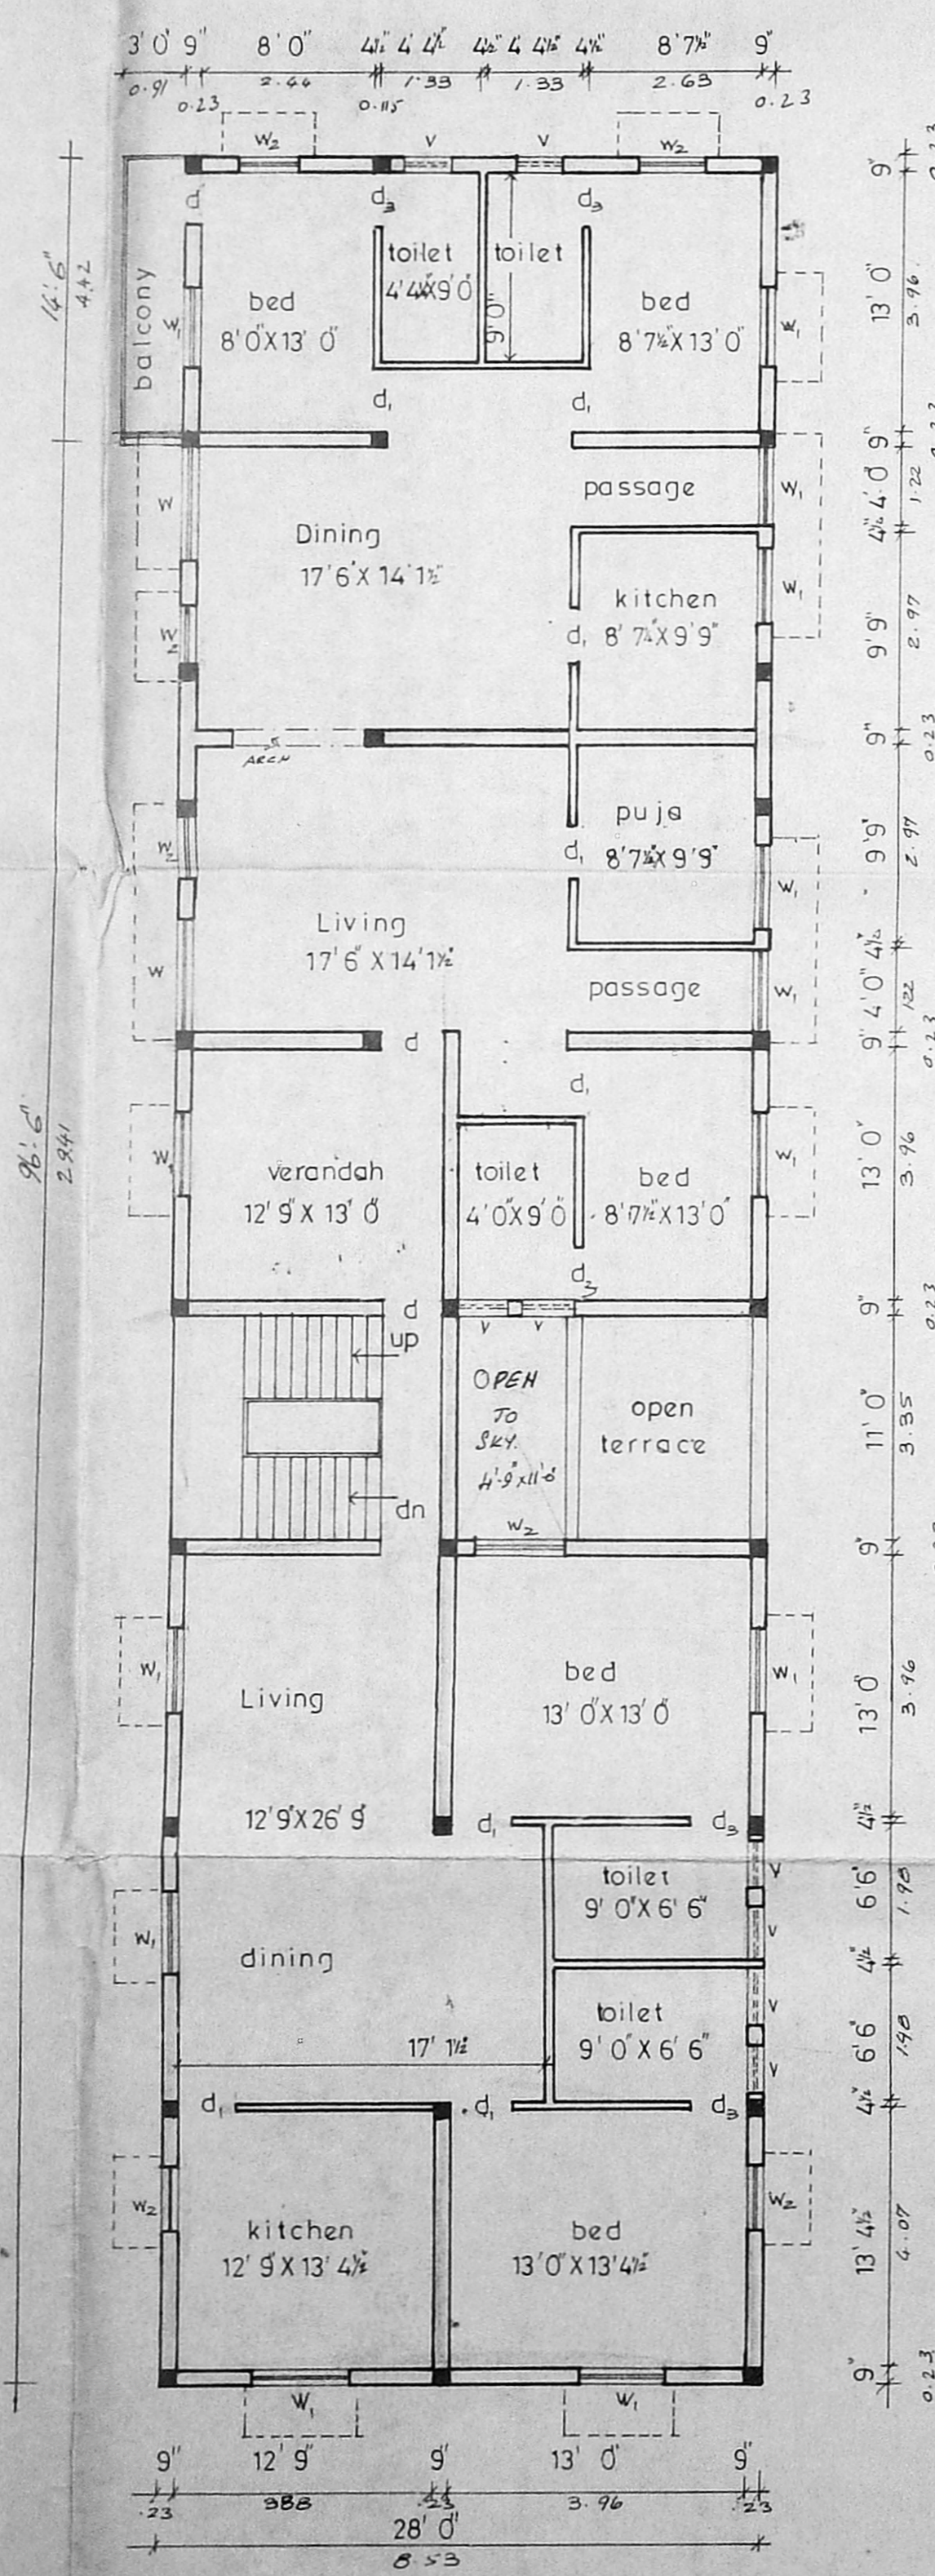 3' 0" 9" 8' 0" 4½" 4' 4½" 4½" 4' 4½" 4½" 8' 7½" 9"
0.91 2.44 1.33 1.33 2.63
0.23 0.115 0.23
W2 V V W2
d d3 d3
toilet toilet
4' 4½"X9' 0"
9' 0"
balcony
bed
8' 0"X13' 0"
bed
8' 7½"X13' 0"
W1 W1
d1 d1
14'-6"
4.42
9"
13' 0"
3.96
9"
W
passage
W1
4' 0"
1.22
Dining
17' 6"X 14' 1½"
4½"
W1
kitchen
d1 8' 7½"X9'9"
9'9"
2.97
W2
ARCH
9"
0.23
puja
d1 8'7½"X9'9"
W2
9'9"
2.97
W1
Living
17' 6" X14' 1½"
4½"
W
passage
W1
4' 0"
122
d
9"
0.23
d1
verandah
12' 9"X 13' 0"
toilet
4' 0"X9' 0"
bed
8'7½"X13' 0"
W1 W1
13' 0"
3.96
96'-6"
2941
d3
d
V V
9"
0.23
up
OPEN
TO
SKY.
4'-9"x11'-0"
open
terrace
11' 0"
3.35
dn
W2
9"
Living
12' 9"X26' 9"
bed
13' 0"X13' 0"
W1 W1
13' 0"
3.96
d1 d3
4½"
toilet
9' 0"X6' 6"
V
V
6'6"
1.98
W1
dining
4½"
toilet
9' 0"X6' 6"
V
V
6'6"
1.98
17' 1½"
d1 d1 d3
4½"
kitchen
12' 9"X 13' 4½"
bed
13'0"X13'4½"
W2 W2
13' 4½"
4.07
W1 W1
9"
0.23
9" 12' 9" 9" 13' 0" 9"
.23 388 .23 3.96 .23
28' 0"
8.53